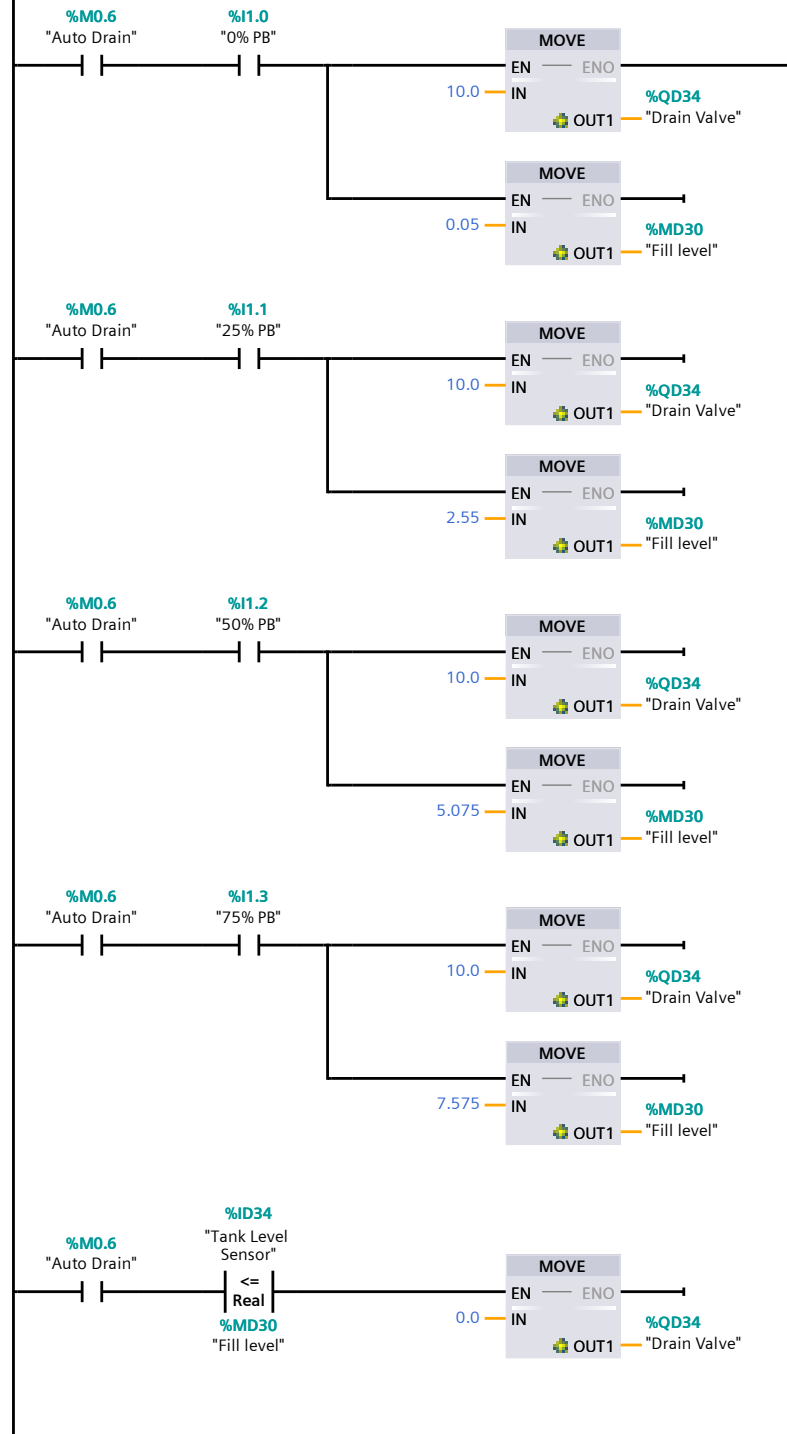 %M0.6
"Auto Drain"
%I1.0
"0% PB"
MOVE
EN ENO
10.0 IN
%QD34
OUT1 "Drain Valve"
MOVE
EN ENO
0.05 IN
%MD30
OUT1 "Fill level"
%M0.6
"Auto Drain"
%I1.1
"25% PB"
MOVE
EN ENO
10.0 IN
%QD34
OUT1 "Drain Valve"
MOVE
EN ENO
2.55 IN
%MD30
OUT1 "Fill level"
%M0.6
"Auto Drain"
%I1.2
"50% PB"
MOVE
EN ENO
10.0 IN
%QD34
OUT1 "Drain Valve"
MOVE
EN ENO
5.075 IN
%MD30
OUT1 "Fill level"
%M0.6
"Auto Drain"
%I1.3
"75% PB"
MOVE
EN ENO
10.0 IN
%QD34
OUT1 "Drain Valve"
MOVE
EN ENO
7.575 IN
%MD30
OUT1 "Fill level"
%M0.6
"Auto Drain"
%ID34
"Tank Level
Sensor"
<=
Real
%MD30
"Fill level"
MOVE
EN ENO
0.0 IN
%QD34
OUT1 "Drain Valve"